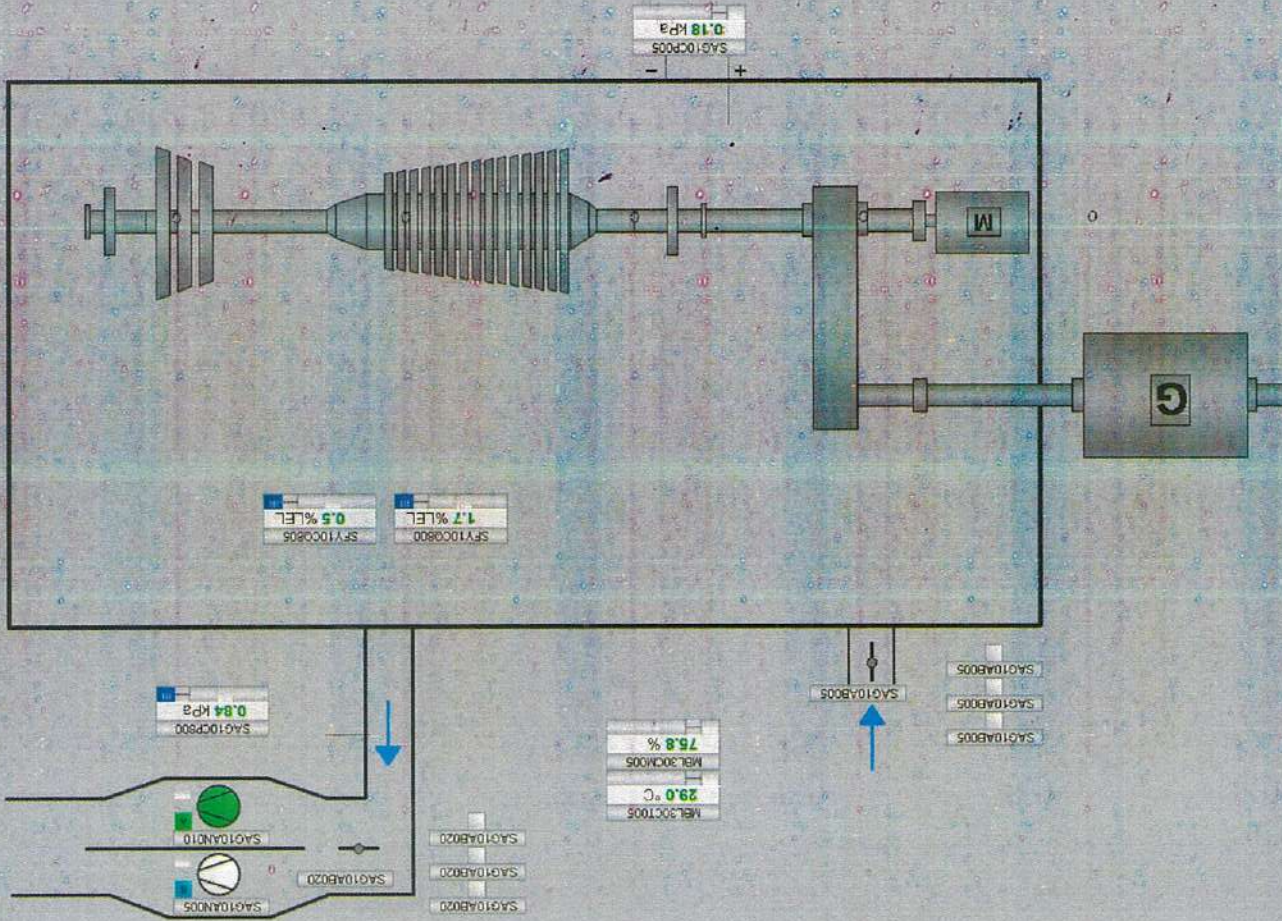 SAG10AB020
SAG10AN005
SAG10AB020
SAG10AB020
SAG10AB020
SAG10AN010
MBL30CT005
29.0 °C
MBL30CM005
75.8 %
SAG10AB005
SAG10AB005
SAG10AB005
SAG10AB005
SAG10CP800
0.84 kPa
SFY10CQ800
1.7 %LEL
SFY10CQ805
0.5 %LEL
G
M
+ −
SAG10CP005
0.18 kPa